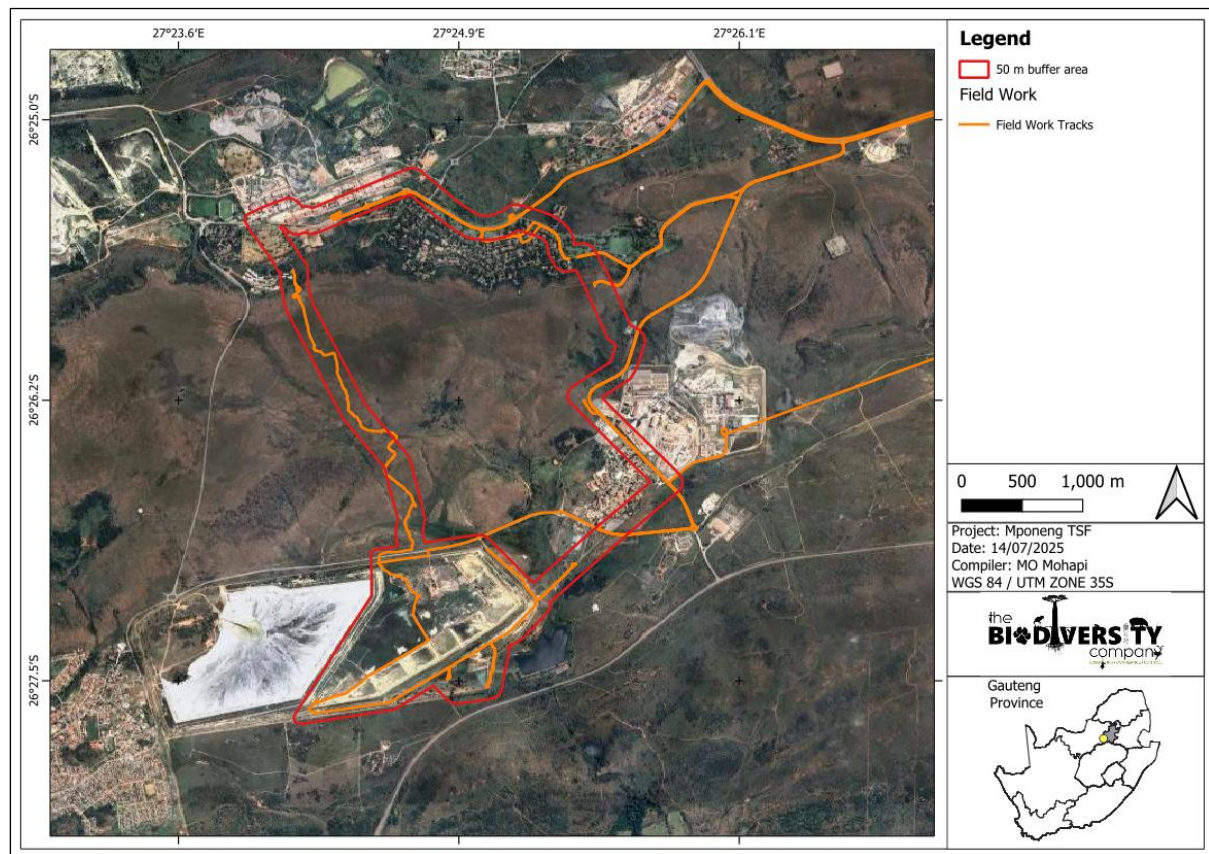 27°23.6'E
27°24.9'E
27°26.1'E
26°25.0'S
26°26.2'S
26°27.5'S
Legend
50 m buffer area
Field Work
Field Work Tracks
0 500 1,000 m
Project: Mponeng TSF
Date: 14/07/2025
Compiler: MO Mohapi
WGS 84 / UTM ZONE 35S
the
BIODIVERSITY
company
Gauteng
Province